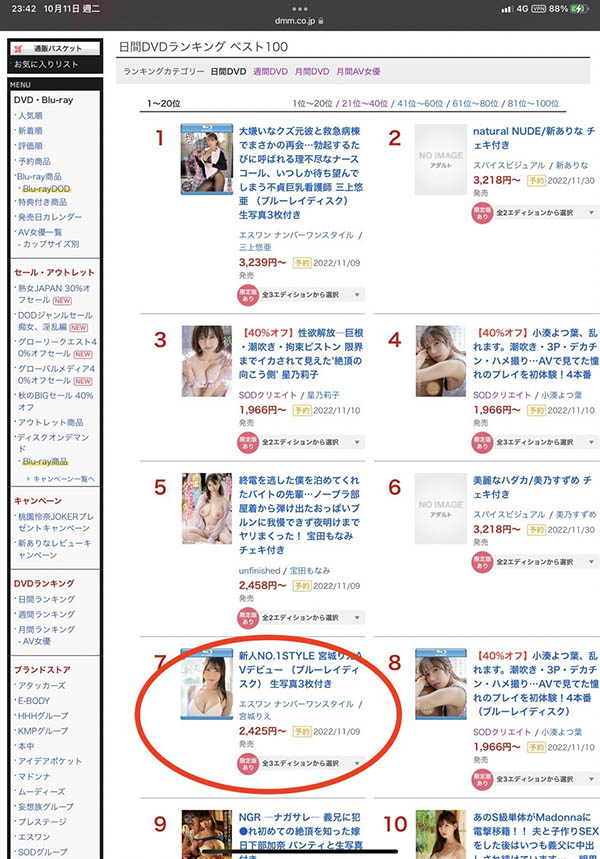 23:42 10月11日 週二
4G VPN 88%
dmm.co.jp
通販バスケット
お気に入りリスト
MENU
DVD・Blu-ray
人気順
新着順
評価順
予約商品
Blu-ray商品
- Blu-rayDOD
特典付き商品
発売日カレンダー
AV女優一覧
- カップサイズ別
セール・アウトレット
熟女JAPAN 30%オ
フセール NEW
DODジャンルセール
痴女、淫乱編 NEW
グローリークエスト4
0%オフセール NEW
グローバルメディア40
%オフセール NEW
秋のBIGセール 40%
オフ
アウトレット商品
ディスクオンデマン
ド
- Blu-ray商品
キャンペーン一覧へ
キャンペーン
桃園怜奈JOKERプレ
ゼントキャンペーン
新ありなレビューキ
ャンペーン
DVDランキング
日間ランキング
週間ランキング
月間ランキング
- AV女優
ブランドストア
アタッカーズ
E-BODY
HHHグループ
KMPグループ
本中
アイデアポケット
マドンナ
ムーディーズ
妄想族グループ
プレステージ
エスワン
SODグループ
日間DVDランキング ベスト100
ランキングカテゴリー 日間DVD 週間DVD 月間DVD 月間AV女優
1〜20位
1位〜20位 / 21位〜40位 / 41位〜60位 / 61位〜80位 / 81位〜100位
1
大嫌いなクズ元彼と救急病棟
でまさかの再会…勃起するた
びに呼ばれる理不尽なナース
コール、いつしか待ち望んで
しまう不貞巨乳看護師 三上悠
亜 （ブルーレイディスク）
生写真3枚付き
エスワン ナンバーワンスタイル /
三上悠亜
3,239円〜 予約 2022/11/09
発売
限定版あり 全3エディションから選択
2
NO IMAGE
アダルト
natural NUDE/新ありな チ
ェキ付き
スパイスビジュアル / 新ありな
3,218円〜 予約 2022/11/30
発売
限定版あり 全2エディションから選択
3
【40%オフ】性欲解放―巨根
・潮吹き・拘束ピストン 限界
までイカされて見えた'絶頂の
向こう側' 星乃莉子
SODクリエイト / 星乃莉子
1,966円〜 予約 2022/11/10
発売
限定版あり 全2エディションから選択
4
【40%オフ】小湊よつ葉、乱
れます。潮吹き・3P・デカチ
ン・ハメ撮り…AVで見てた憧
れのプレイを初体験！4本番
SODクリエイト / 小湊よつ葉
1,966円〜 予約 2022/11/10
発売
限定版あり 全3エディションから選択
5
終電を逃した僕を泊めてくれ
たバイトの先輩…ノーブラ部
屋着から弾け出たおっぱいプ
ルンに我慢できず夜明けまで
ヤリまくった！ 宝田もなみ
チェキ付き
unfinished / 宝田もなみ
2,458円〜 予約 2022/11/09
発売
限定版あり 全2エディションから選択
6
NO IMAGE
アダルト
美麗なハダカ/美乃すずめ チ
ェキ付き
スパイスビジュアル / 美乃すずめ
3,218円〜 予約 2022/11/30
発売
限定版あり 全2エディションから選択
7
新人NO.1STYLE 宮城りえA
Vデビュー （ブルーレイディ
スク） 生写真3枚付き
エスワン ナンバーワンスタイル /
宮城りえ
2,425円〜 予約 2022/11/09
発売
限定版あり 全3エディションから選択
8
【40%オフ】小湊よつ葉、乱
れます。潮吹き・3P・デカチ
ン・ハメ撮り…AVで見てた憧
れのプレイを初体験！4本番
（ブルーレイディスク）
SODクリエイト / 小湊よつ葉
1,966円〜 予約 2022/11/10
発売
限定版あり 全3エディションから選択
9
NGR ―ナガサレ― 義兄に犯
●れ初めての絶頂を知った嫁
日下部加奈 パンティと生写真
10
あのS級単体がMadonnaに
電撃移籍！！ 夫と子作りSEX
をした後はいつも義父に中出